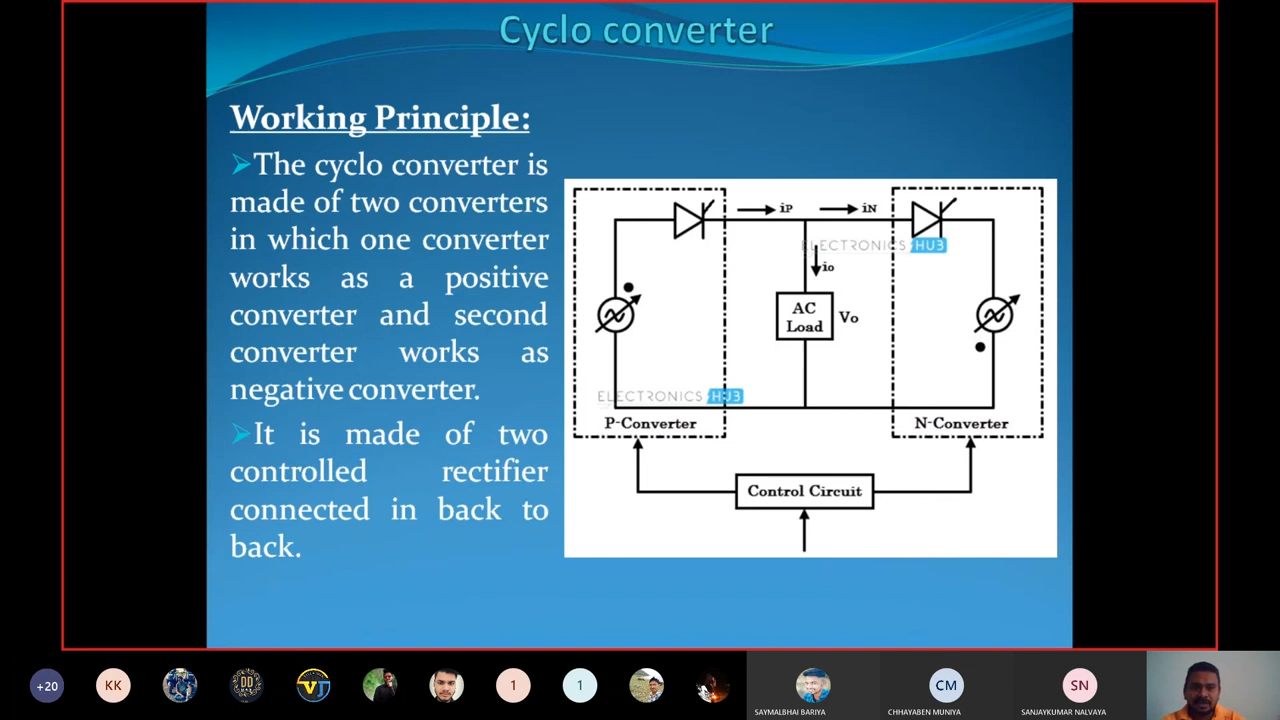 Cyclo converter
Working Principle:
The cyclo converter is
made of two converters
in which one converter
works as a positive
converter and second
converter works as
negative converter.
It is made of two
controlled rectifier
connected in back to
back.
iP
iN
ELECTRONICS HUB
io
AC
Load
Vo
ELECTRONICS HUB
P-Converter
N-Converter
Control Circuit
+20
KK
DD
VT
1
1
CM
SN
SAYMALBHAI BARIYA
CHHAYABEN MUNIYA
SANJAYKUMAR NALVAYA